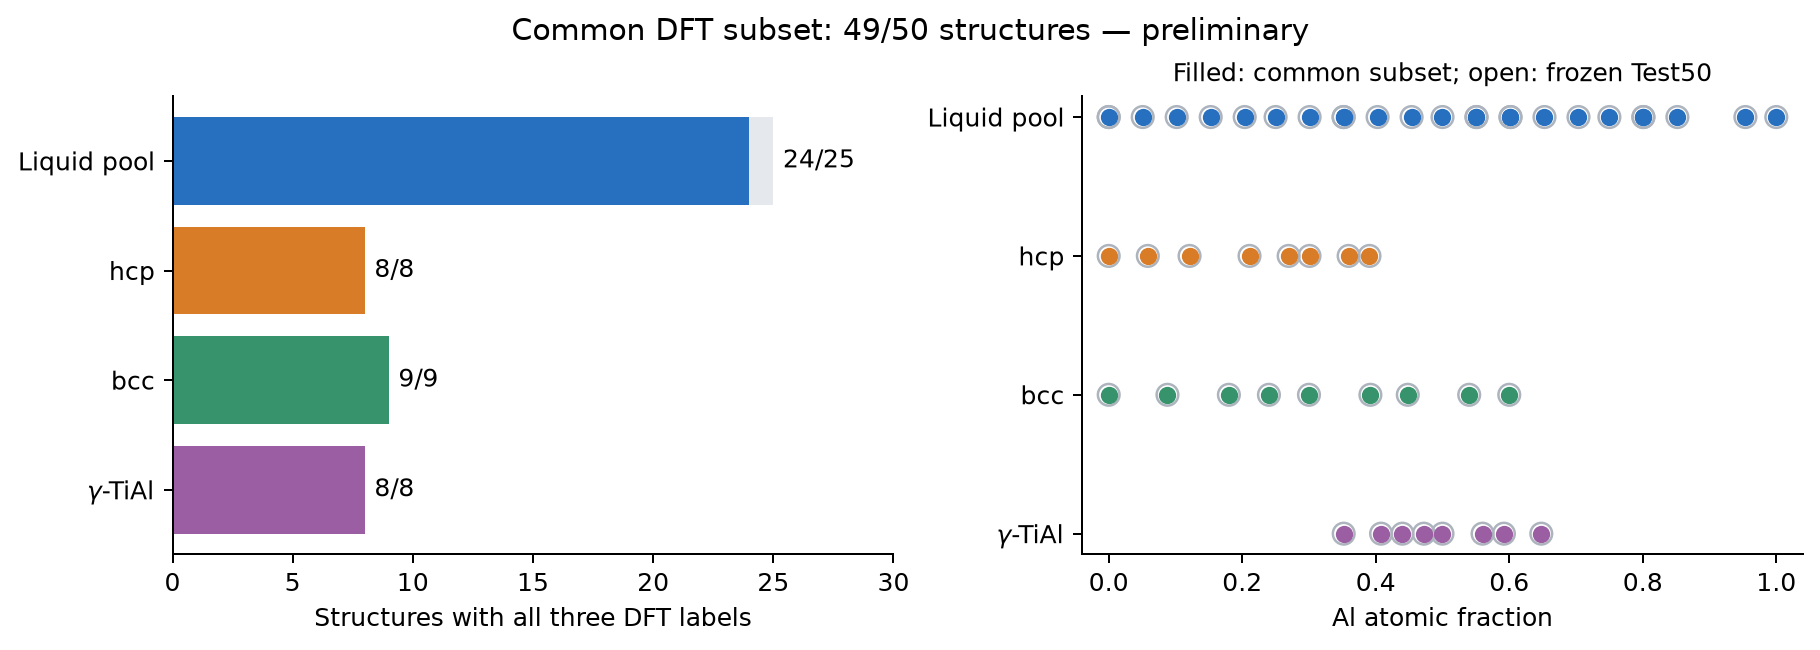 Common DFT subset: 49/50 structures — preliminary
Liquid pool
24/25
hcp
8/8
bcc
9/9
γ-TiAl
8/8
0 5 10 15 20 25 30
Structures with all three DFT labels
Filled: common subset; open: frozen Test50
Liquid pool
hcp
bcc
γ-TiAl
0.0 0.2 0.4 0.6 0.8 1.0
Al atomic fraction